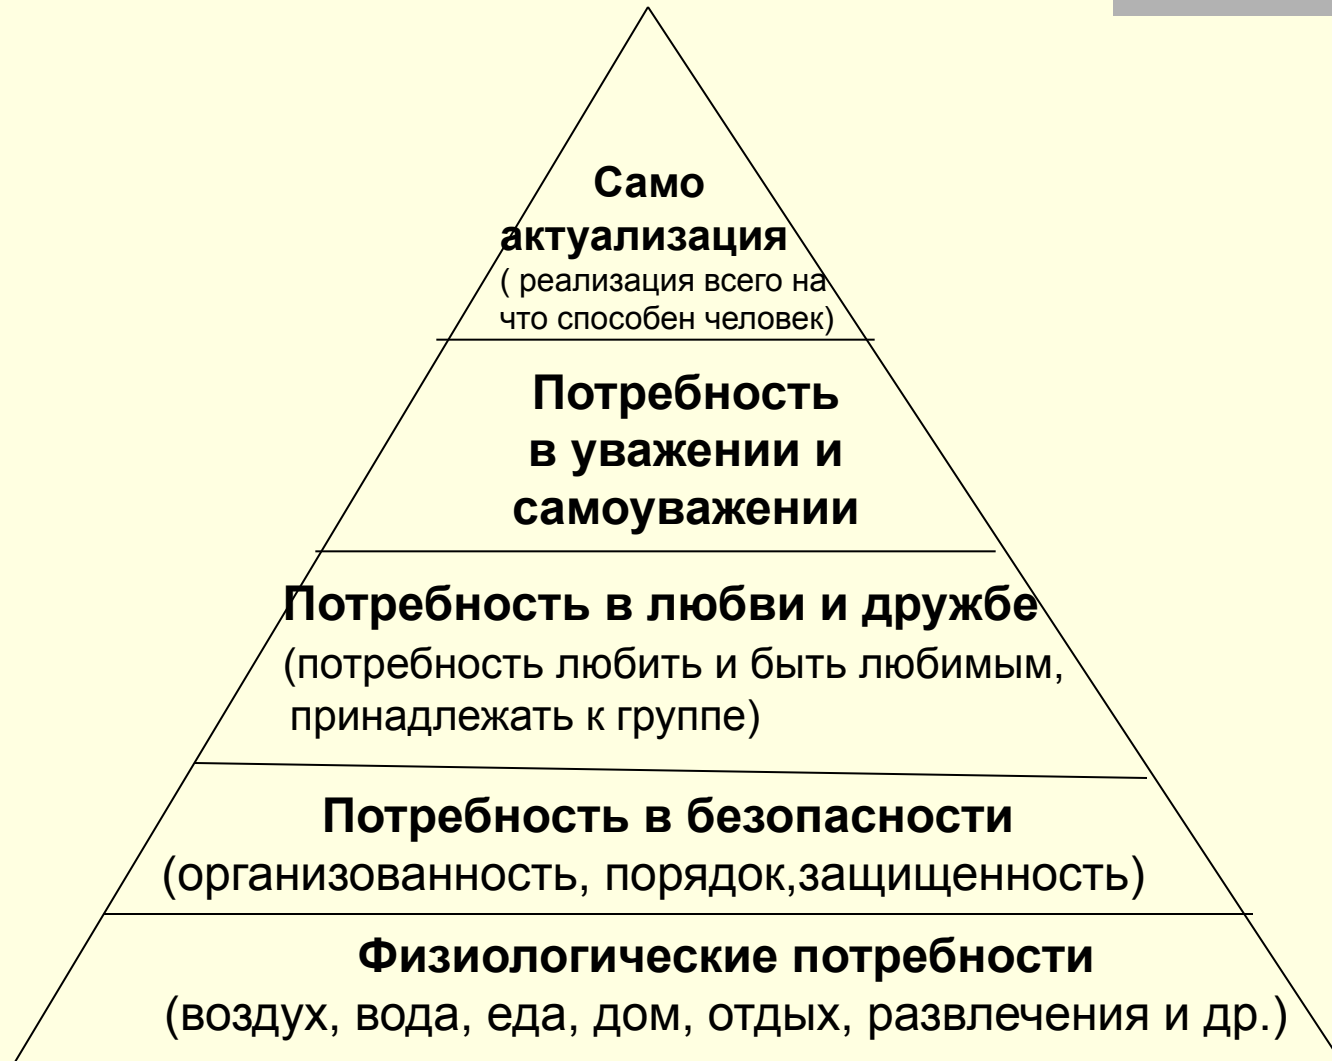 Само
актуализация
( реализация всего на
что способен человек)
Потребность
в уважении и
самоуважении
Потребность в любви и дружбе
(потребность любить и быть любимым,
принадлежать к группе)
Потребность в безопасности
(организованность, порядок,защищенность)
Физиологические потребности
(воздух, вода, еда, дом, отдых, развлечения и др.)